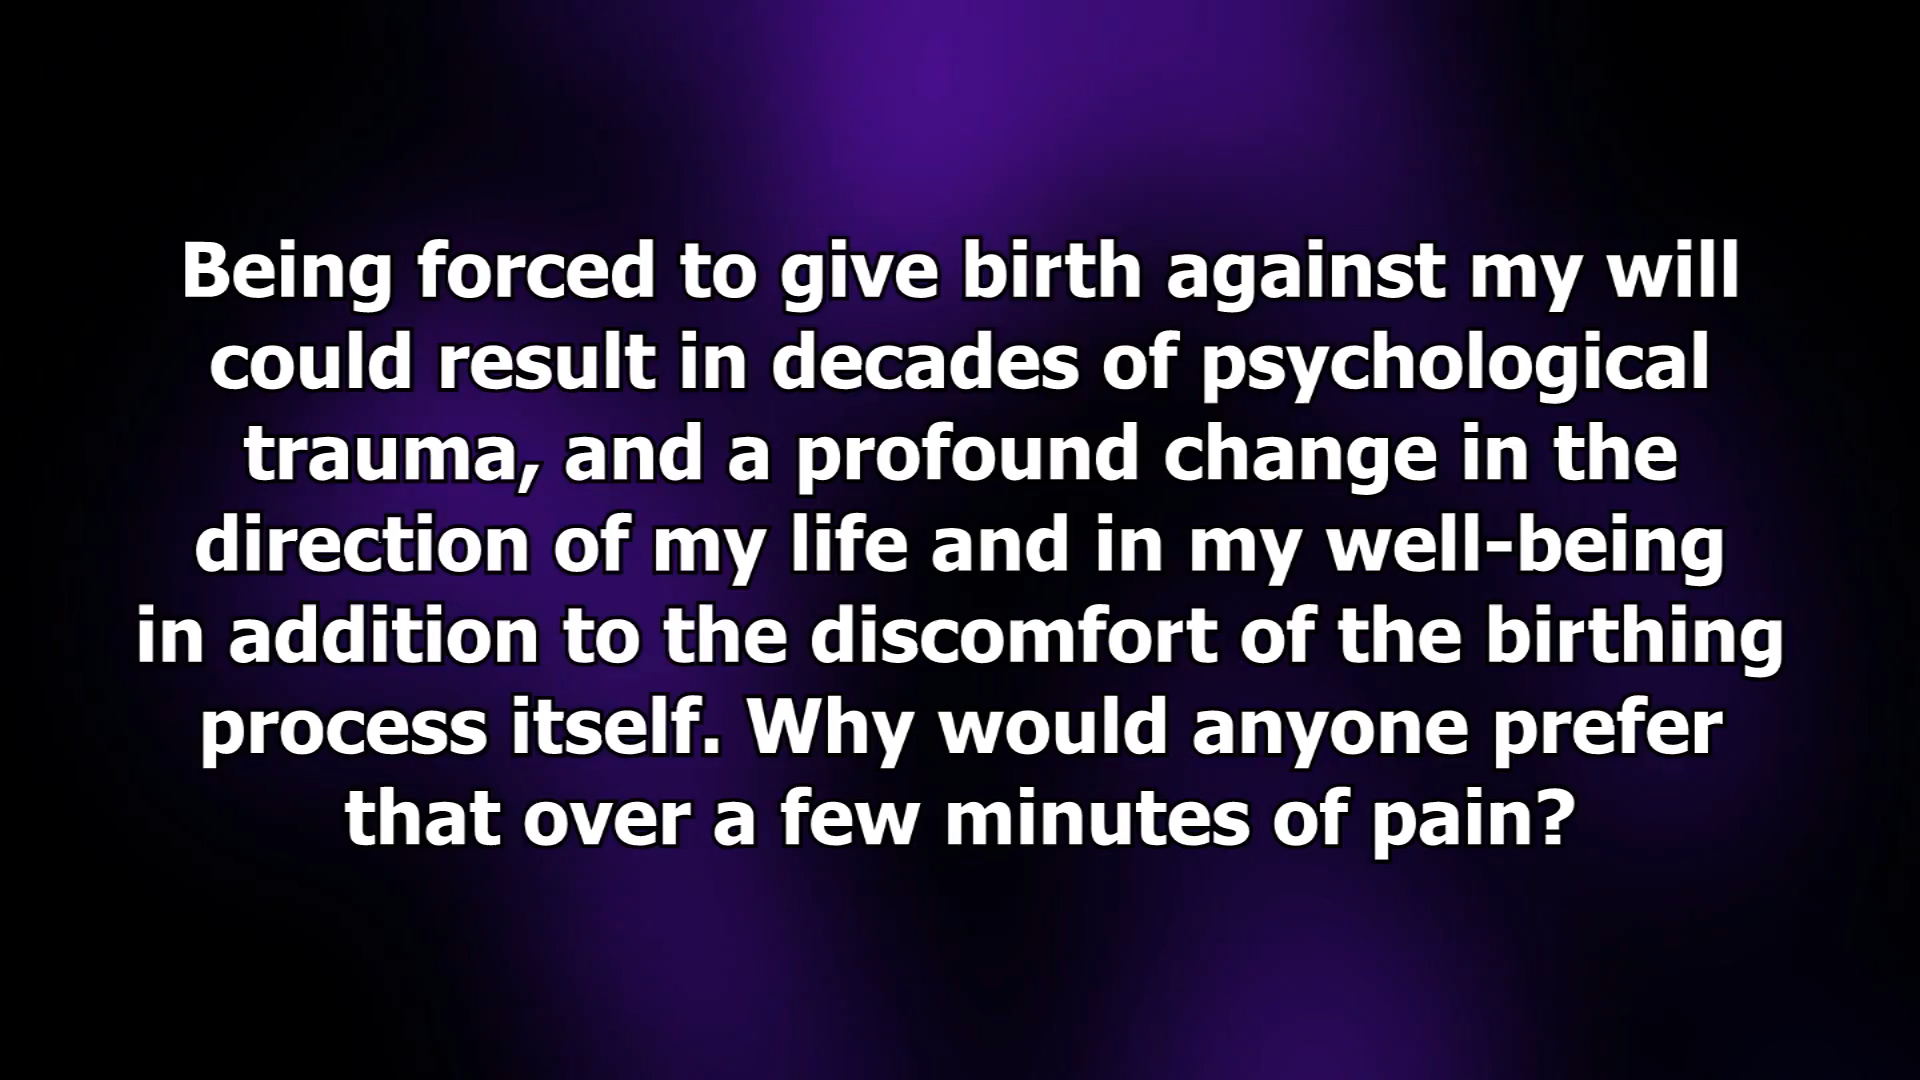 Being forced to give birth against my will
could result in decades of psychological
trauma, and a profound change in the
direction of my life and in my well-being
in addition to the discomfort of the birthing
process itself. Why would anyone prefer
that over a few minutes of pain?